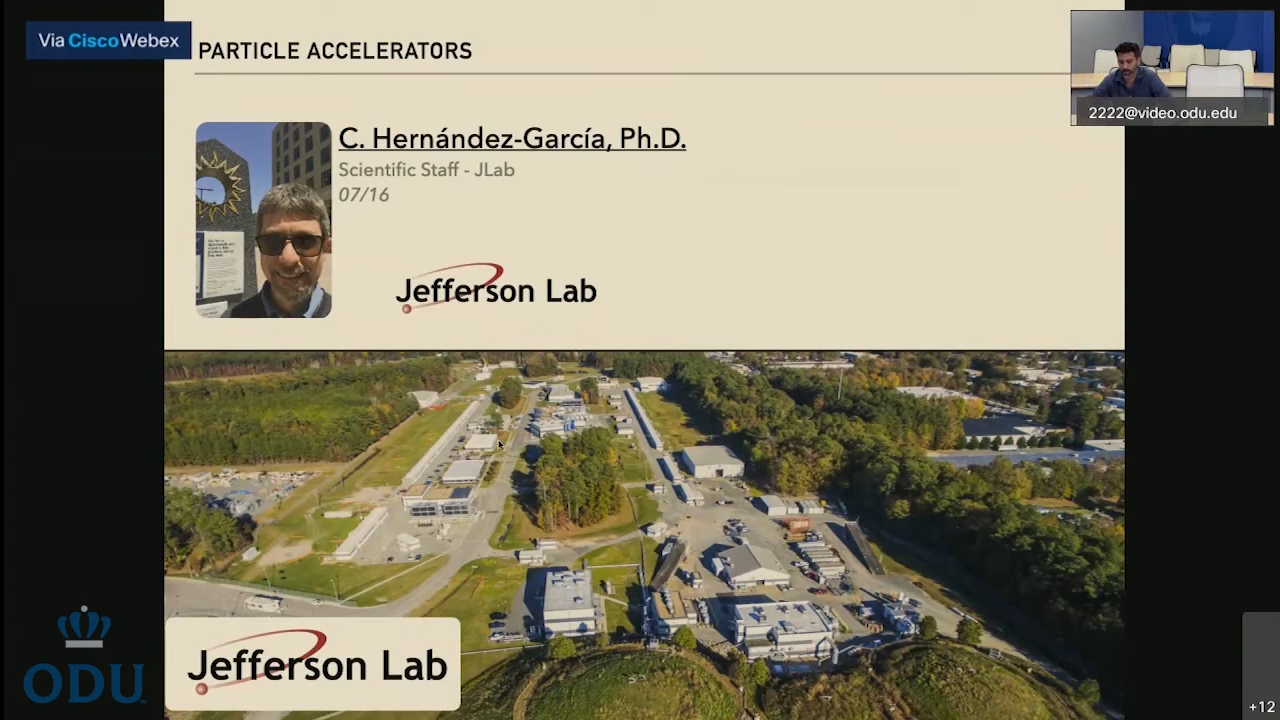 Via CiscoWebex
PARTICLE ACCELERATORS
2222@video.odu.edu
C. Hernández-García, Ph.D.
Scientific Staff - JLab
07/16
Jefferson Lab
Jefferson Lab
ODU
+12